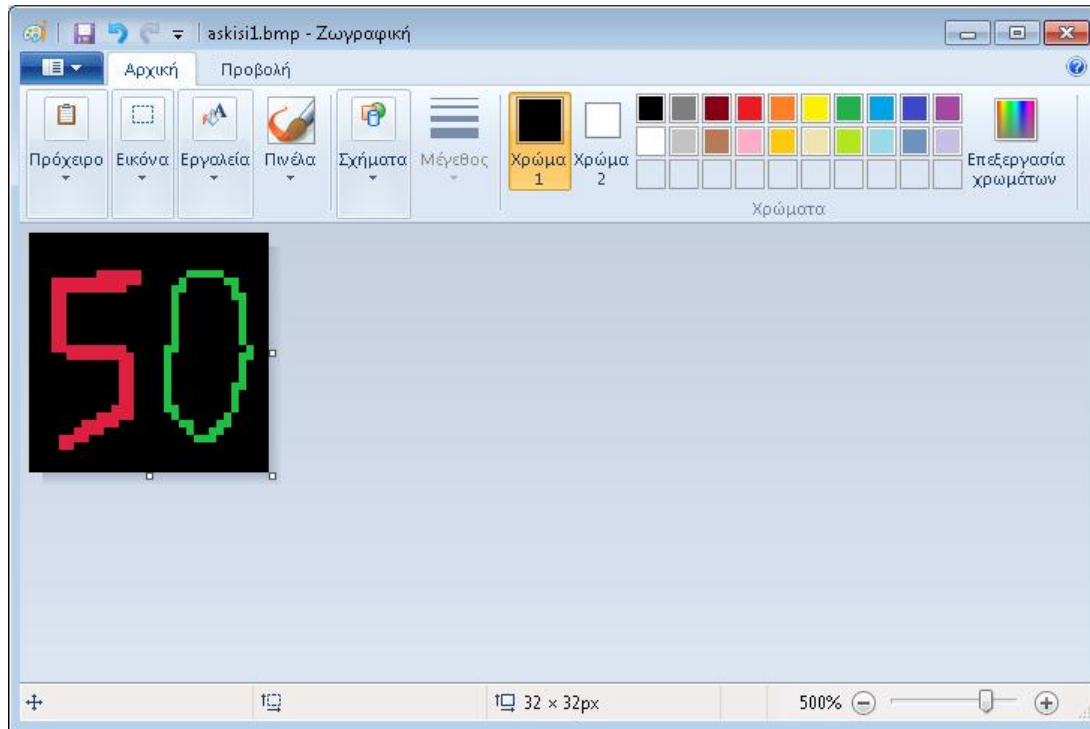 askisi1.bmp - Ζωγραφική
Αρχική Προβολή
Πρόχειρο Εικόνα Εργαλεία Πινέλα Σχήματα Μέγεθος Χρώμα 1 Χρώμα 2 Επεξεργασία χρωμάτων
Χρώματα
50
32 × 32px 500%